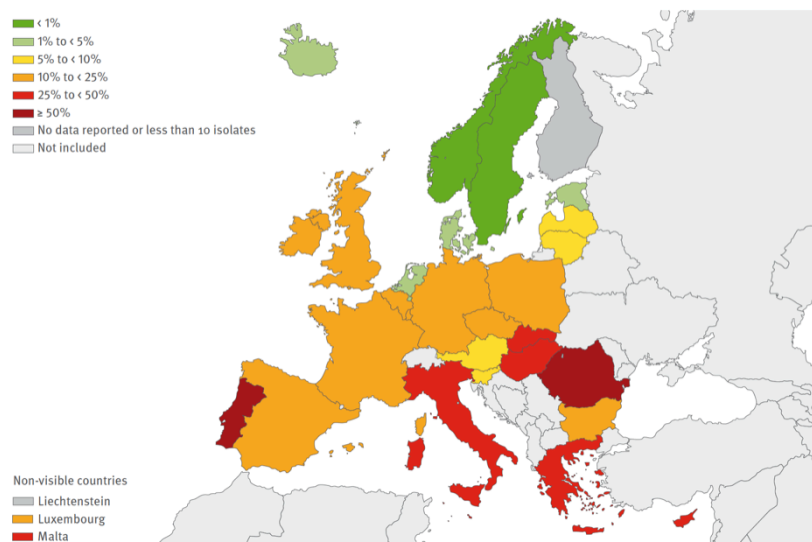 < 1%
1% to < 5%
5% to < 10%
10% to < 25%
25% to < 50%
≥ 50%
No data reported or less than 10 isolates
Not included
Non-visible countries
Liechtenstein
Luxembourg
Malta